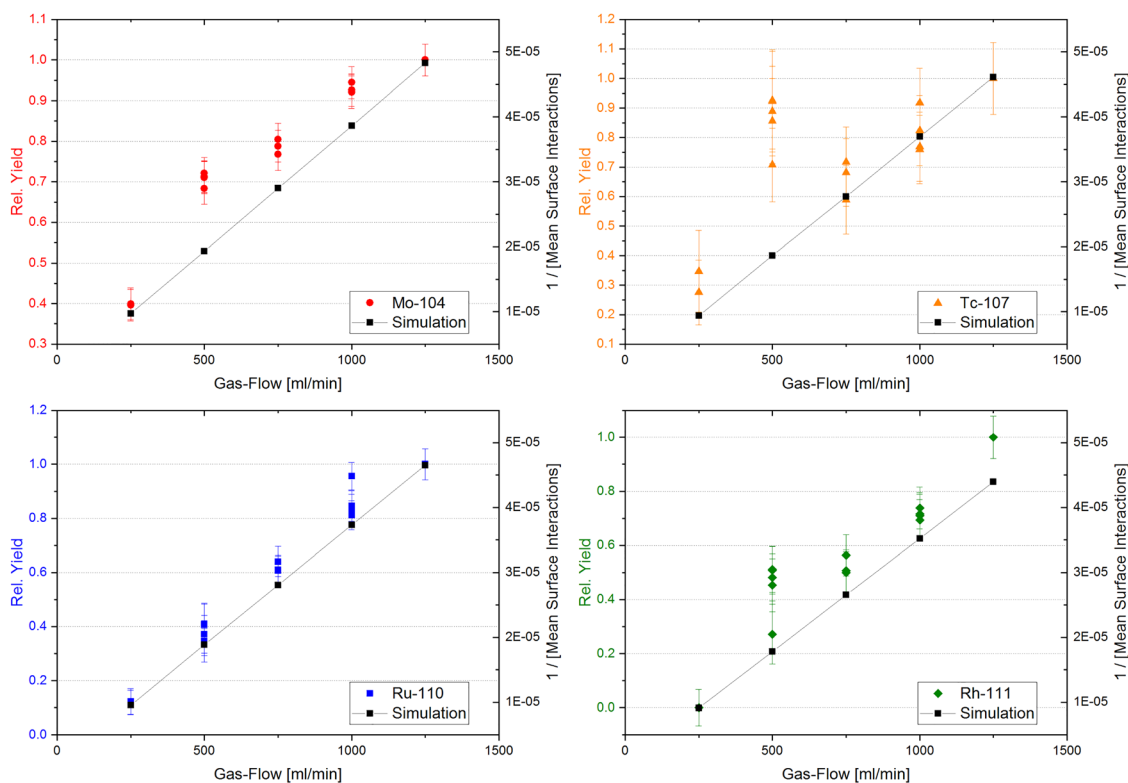 1.1
1.0
0.9
0.8
0.7
0.6
0.5
0.4
0.3
Rel. Yield
5E-05
4E-05
3E-05
2E-05
1E-05
1 / [Mean Surface Interactions]
Mo-104
Simulation
0 500 1000 1500
Gas-Flow [ml/min]
1.2
1.1
1.0
0.9
0.8
0.7
0.6
0.5
0.4
0.3
0.2
0.1
Rel. Yield
5E-05
4E-05
3E-05
2E-05
1E-05
1 / [Mean Surface Interactions]
Tc-107
Simulation
0 500 1000 1500
Gas-Flow [ml/min]
1.2
1.0
0.8
0.6
0.4
0.2
0.0
Rel. Yield
5E-05
4E-05
3E-05
2E-05
1E-05
1 / [Mean Surface Interactions]
Ru-110
Simulation
0 500 1000 1500
Gas-Flow [ml/min]
1.0
0.8
0.6
0.4
0.2
0.0
Rel. Yield
5E-05
4E-05
3E-05
2E-05
1E-05
1 / [Mean Surface Interactions]
Rh-111
Simulation
0 500 1000 1500
Gas-Flow [ml/min]